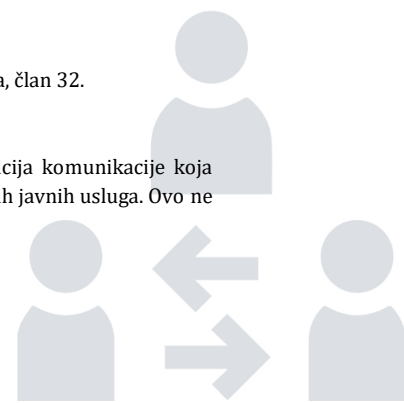 a, član 32.
cija komunikacije koja
h javnih usluga. Ovo ne